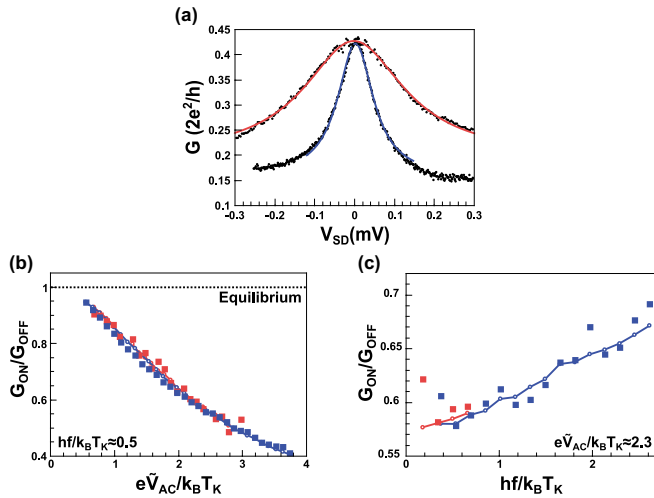 (a)
0.45
0.4
0.35
0.3
0.25
0.2
0.15
0.1
G (2e²/h)
-0.3 -0.2 -0.1 0 0.1 0.2 0.3
V_SD(mV)
(b)
1
0.8
0.6
0.4
G_ON/G_OFF
Equilibrium
hf/k_BT_K≈0.5
0 1 2 3 4
eṼ_AC/k_BT_K
(c)
0.7
0.65
0.6
0.55
G_ON/G_OFF
eṼ_AC/k_BT_K≈2.3
0 1 2
hf/k_BT_K